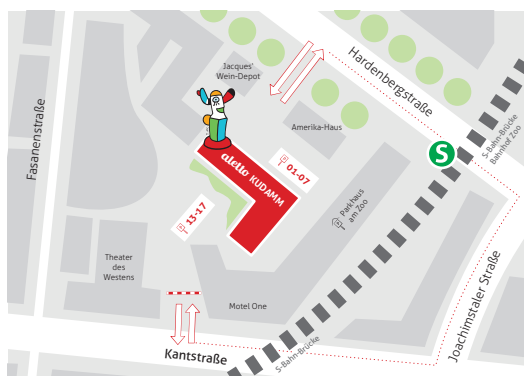 Hardenbergstraße
Jacques'
Wein-Depot
Amerika-Haus
S-Bahn-Brücke
Bahnhof Zoo
S
Fasanenstraße
aletto KUDAMM
01-07
13-17
Parkhaus
am Zoo
Theater
des
Westens
Motel One
Joachimstaler Straße
Kantstraße
S-Bahn-Brücke